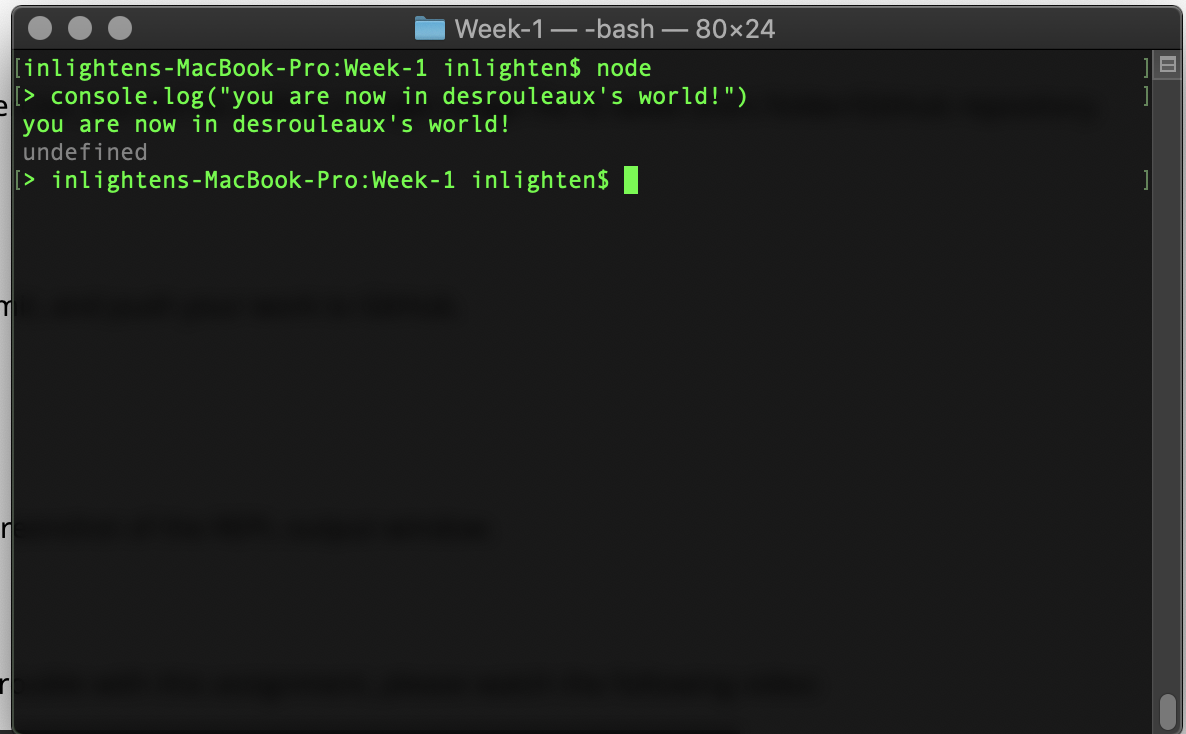 Week-1 — -bash — 80×24
[inlightens-MacBook-Pro:Week-1 inlighten$ node ]
[> console.log("you are now in desrouleaux's world!") ]
you are now in desrouleaux's world!
undefined
[> inlightens-MacBook-Pro:Week-1 inlighten$ ]